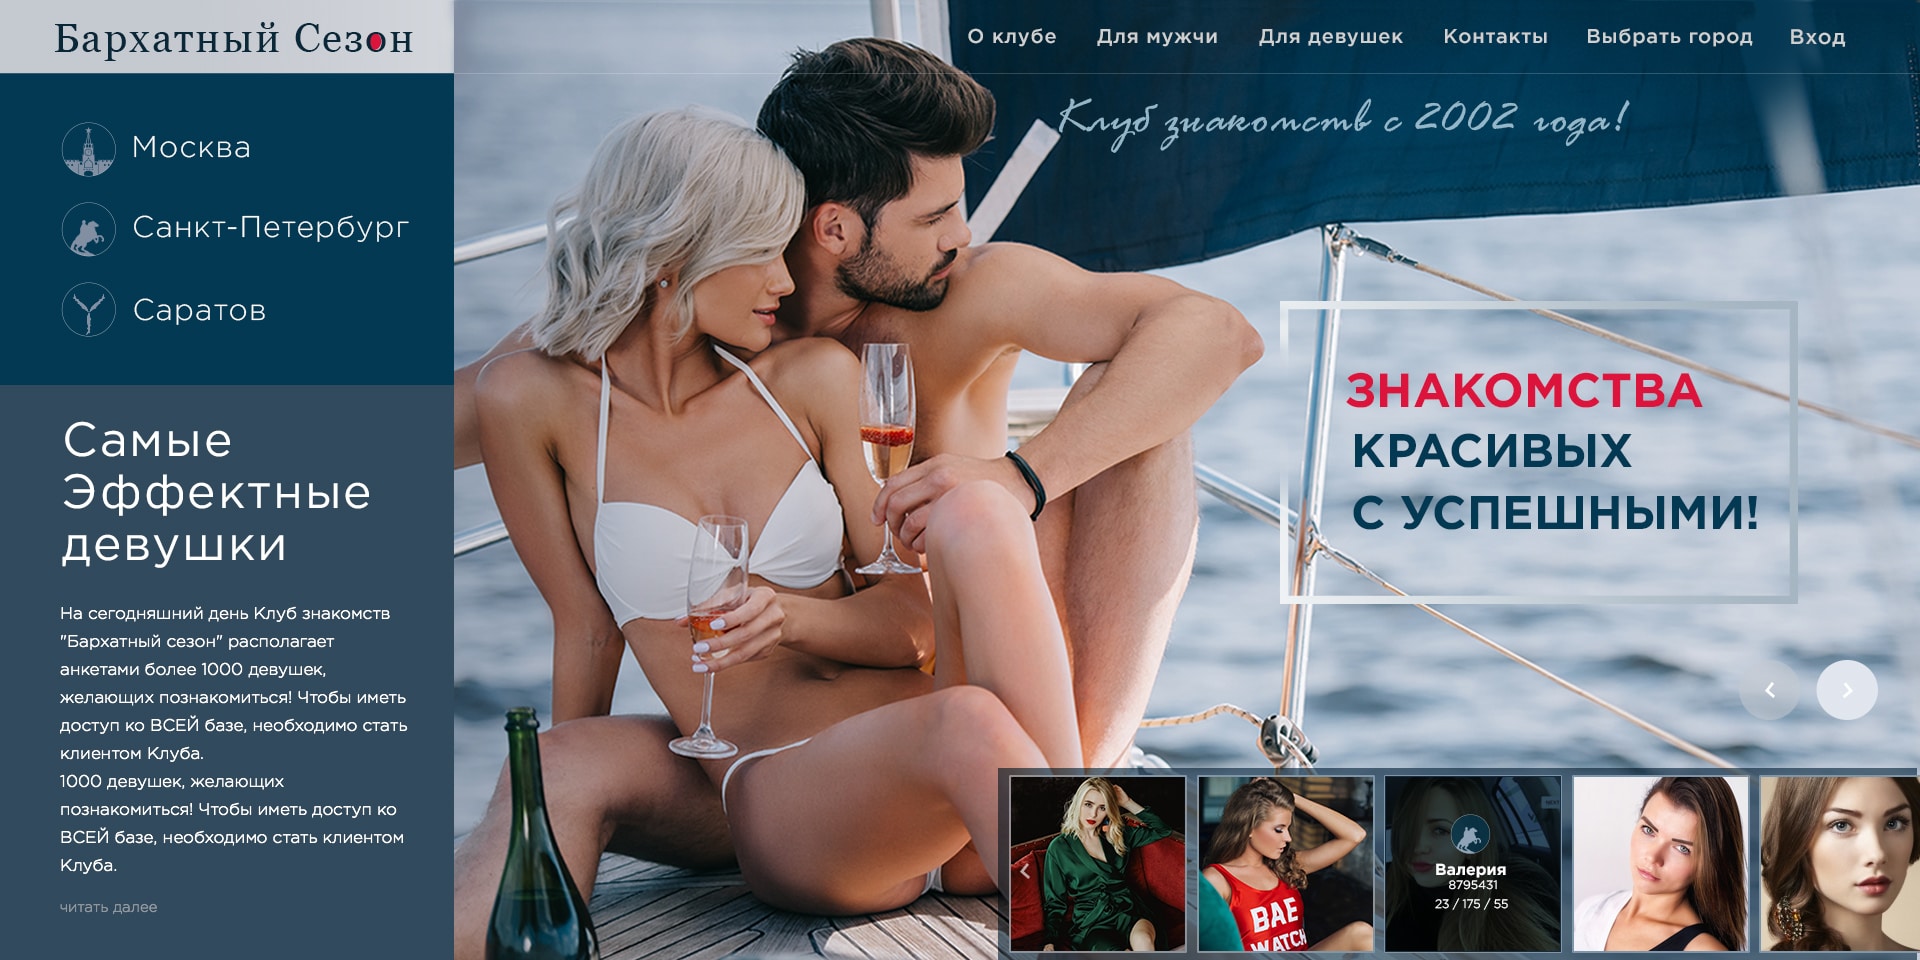 Бархатный Сезон
О клубе
Для мужчи
Для девушек
Контакты
Выбрать город
Вход
Клуб знакомств с 2002 года!
Москва
Санкт-Петербург
Саратов
ЗНАКОМСТВА
КРАСИВЫХ
С УСПЕШНЫМИ!
Самые
Эффектные
девушки
На сегодняшний день Клуб знакомств
"Бархатный сезон" располагает
анкетами более 1000 девушек,
желающих познакомиться! Чтобы иметь
доступ ко ВСЕЙ базе, необходимо стать
клиентом Клуба.
1000 девушек, желающих
познакомиться! Чтобы иметь доступ ко
ВСЕЙ базе, необходимо стать клиентом
Клуба.
читать далее
BAE
WATCH
Валерия
8795431
23 / 175 / 55